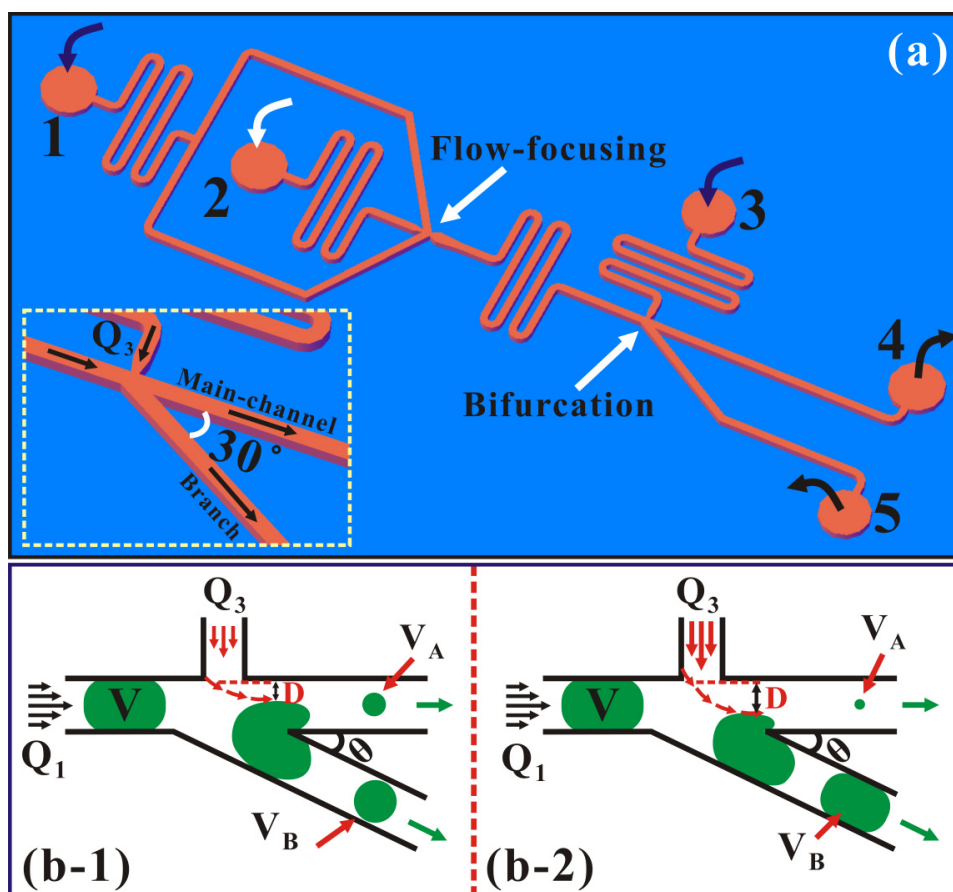 (a)
1
2
Flow-focusing
3
4
5
Bifurcation
Q3
Main-channel
30°
Branch
Q3
VA
V
D
θ
Q1
VB
(b-1)
Q3
VA
V
D
θ
Q1
VB
(b-2)